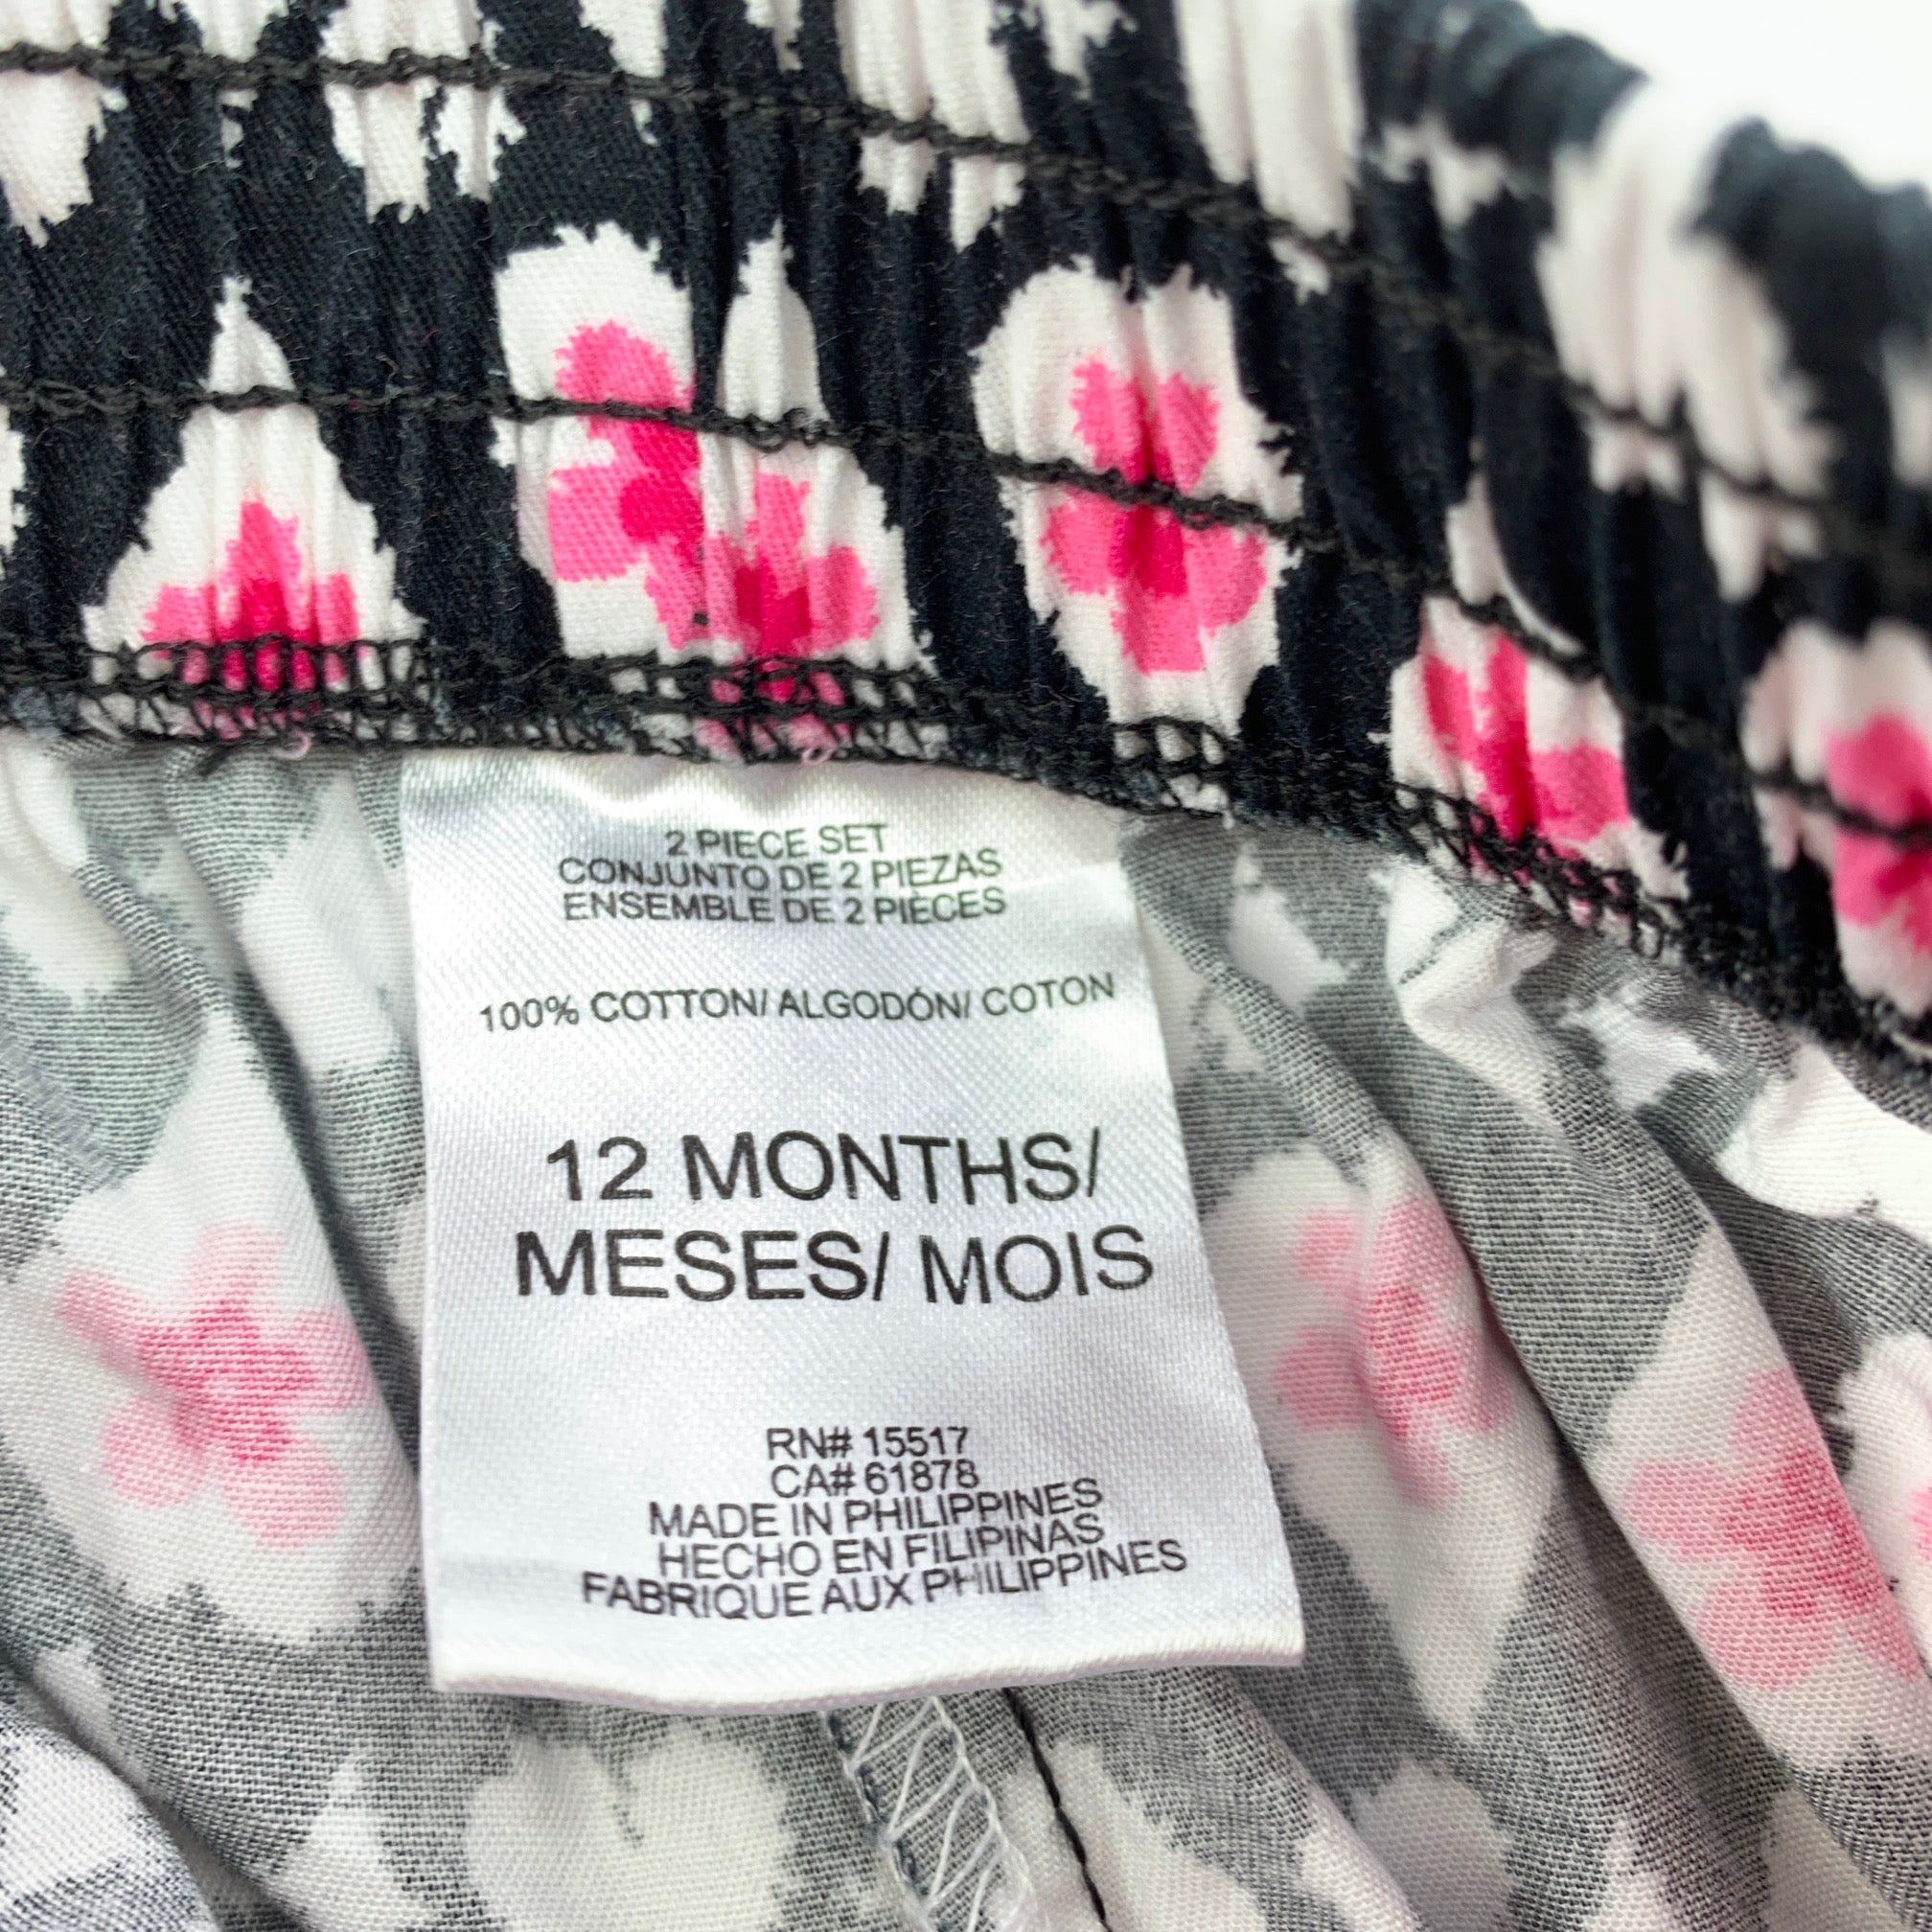 2 PIECE SET
CONJUNTO DE 2 PIEZAS
ENSEMBLE DE 2 PIECES
100% COTTON/ ALGODÓN/ COTON
12 MONTHS/
MESES/ MOIS
RN# 15517
CA# 61878
MADE IN PHILIPPINES
HECHO EN FILIPINAS
FABRIQUE AUX PHILIPPINES